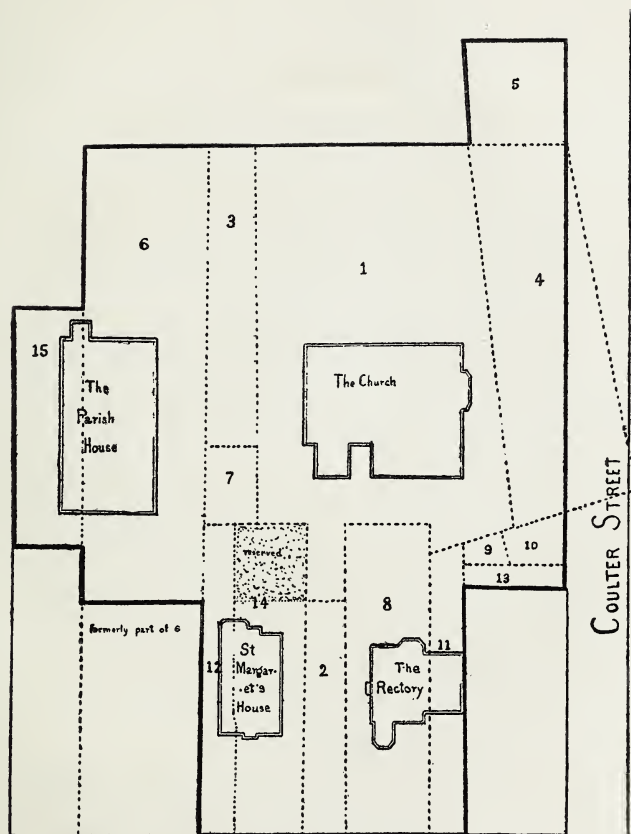 5
3
6
1
4
15
The Church
The
Parish
House
7
COULTER STREET
reserved
9
10
13
14
8
formerly part of 6
12
St
Margar-
-et's
House
2
11
The
Rectory